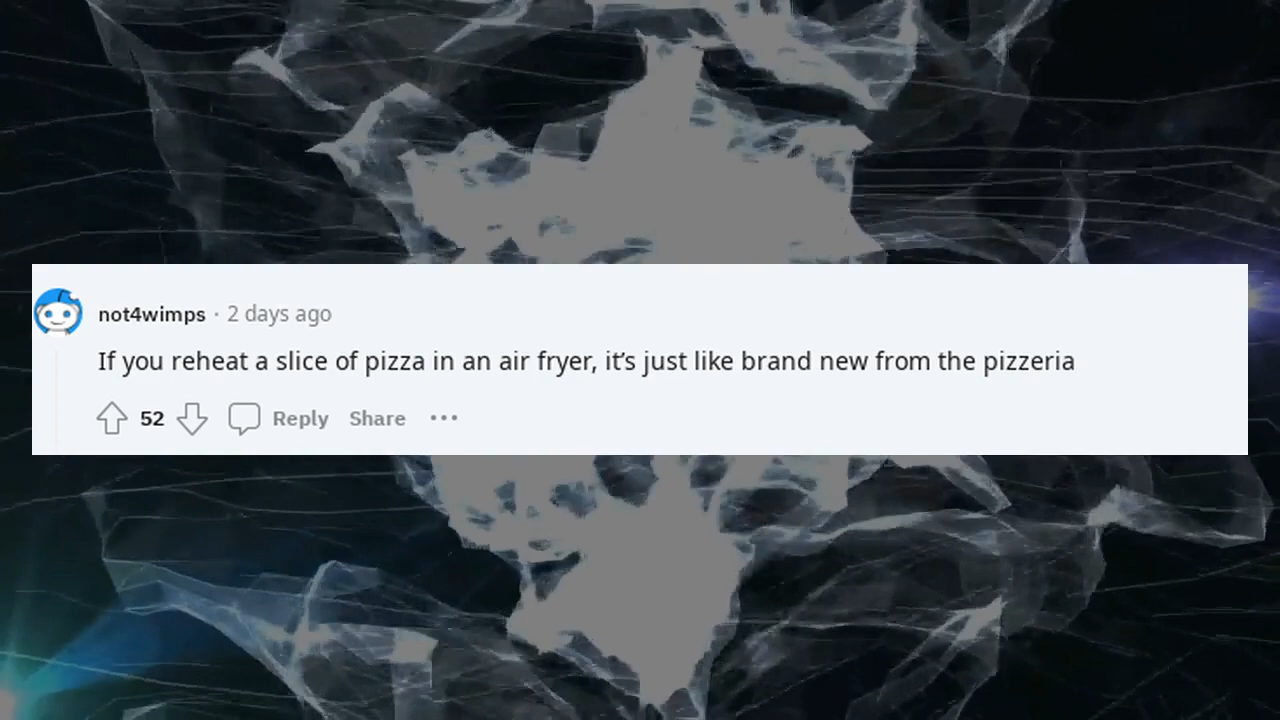 not4wimps · 2 days ago
If you reheat a slice of pizza in an air fryer, it’s just like brand new from the pizzeria
52 Reply Share ···